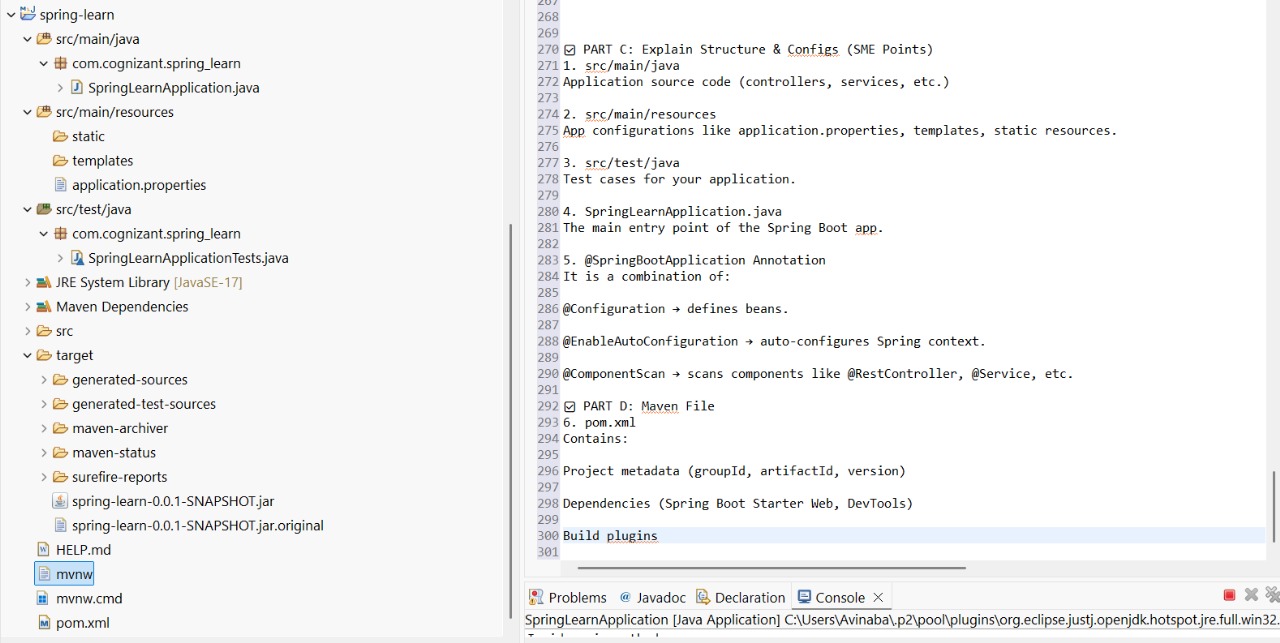 spring-learn
src/main/java
com.cognizant.spring_learn
SpringLearnApplication.java
src/main/resources
static
templates
application.properties
src/test/java
com.cognizant.spring_learn
SpringLearnApplicationTests.java
JRE System Library [JavaSE-17]
Maven Dependencies
src
target
generated-sources
generated-test-sources
maven-archiver
maven-status
surefire-reports
spring-learn-0.0.1-SNAPSHOT.jar
spring-learn-0.0.1-SNAPSHOT.jar.original
HELP.md
mvnw
mvnw.cmd
pom.xml
267
268
269
270 ☑ PART C: Explain Structure & Configs (SME Points)
271 1. src/main/java
272 Application source code (controllers, services, etc.)
273
274 2. src/main/resources
275 App configurations like application.properties, templates, static resources.
276
277 3. src/test/java
278 Test cases for your application.
279
280 4. SpringLearnApplication.java
281 The main entry point of the Spring Boot app.
282
283 5. @SpringBootApplication Annotation
284 It is a combination of:
285
286 @Configuration → defines beans.
287
288 @EnableAutoConfiguration → auto-configures Spring context.
289
290 @ComponentScan → scans components like @RestController, @Service, etc.
291
292 ☑ PART D: Maven File
293 6. pom.xml
294 Contains:
295
296 Project metadata (groupId, artifactId, version)
297
298 Dependencies (Spring Boot Starter Web, DevTools)
299
300 Build plugins
301
Problems @ Javadoc Declaration Console
SpringLearnApplication [Java Application] C:\Users\Avinaba\.p2\pool\plugins\org.eclipse.justj.openjdk.hotspot.jre.full.win32.